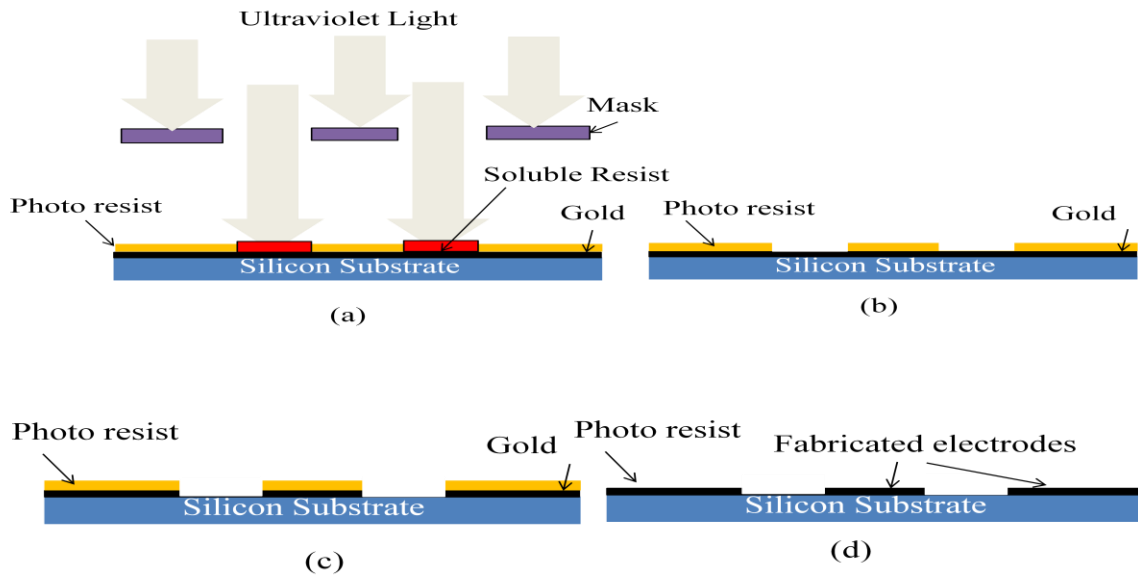 Ultraviolet Light
Mask
Soluble Resist
Photo resist
Gold
Silicon Substrate
(a)
Photo resist
Gold
Silicon Substrate
(b)
Photo resist
Gold
Silicon Substrate
(c)
Photo resist
Fabricated electrodes
Silicon Substrate
(d)